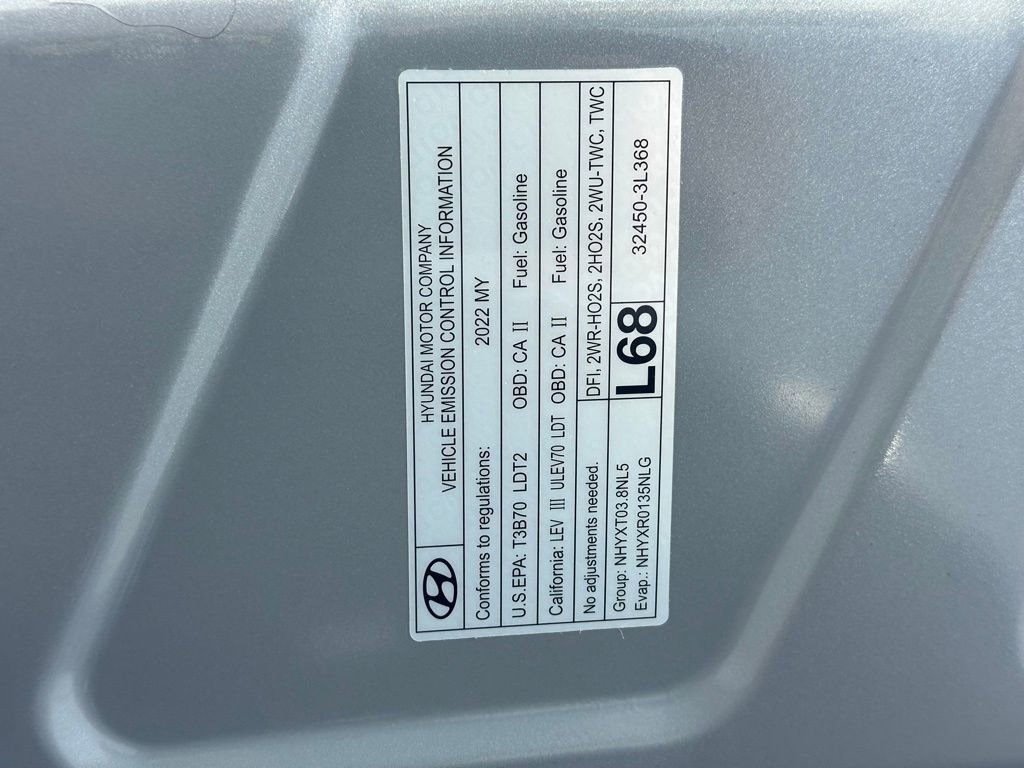 HYUNDAI MOTOR COMPANY
VEHICLE EMISSION CONTROL INFORMATION
Conforms to regulations: 2022 MY
U.S.EPA: T3B70 LDT2 OBD: CA II Fuel: Gasoline
California: LEV III ULEV70 LDT OBD: CA II Fuel: Gasoline
No adjustments needed. DFI, 2WR-HO2S, 2HO2S, 2WU-TWC, TWC
Group: NHYXT03.8NL5
Evap.: NHYXR0135NLG
L68
32450-3L368